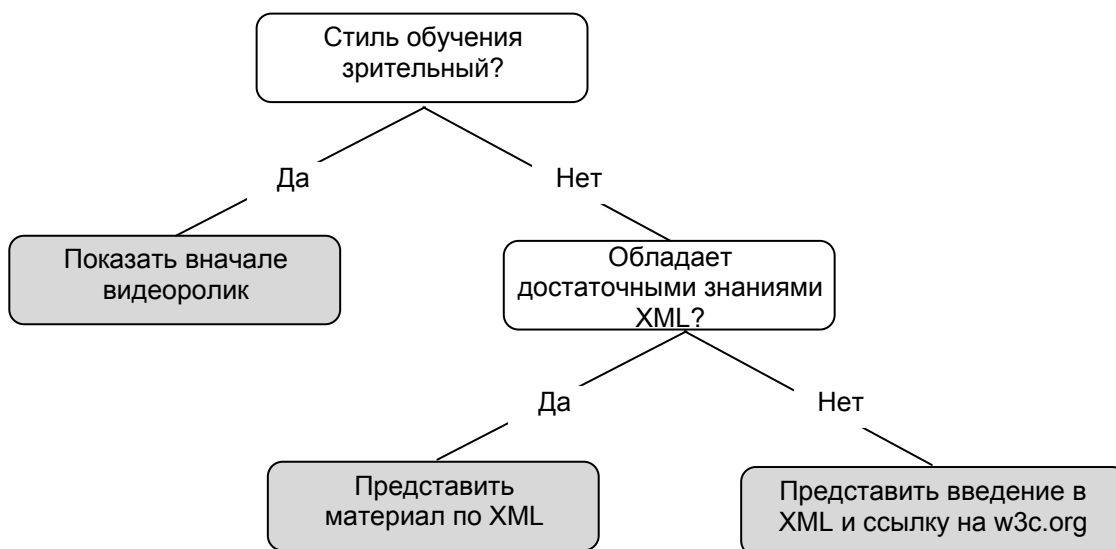 Стиль обучения
зрительный?
Да
Нет
Показать вначале
видеоролик
Обладает
достаточными знаниями
XML?
Да
Нет
Представить
материал по XML
Представить введение в
XML и ссылку на w3c.org